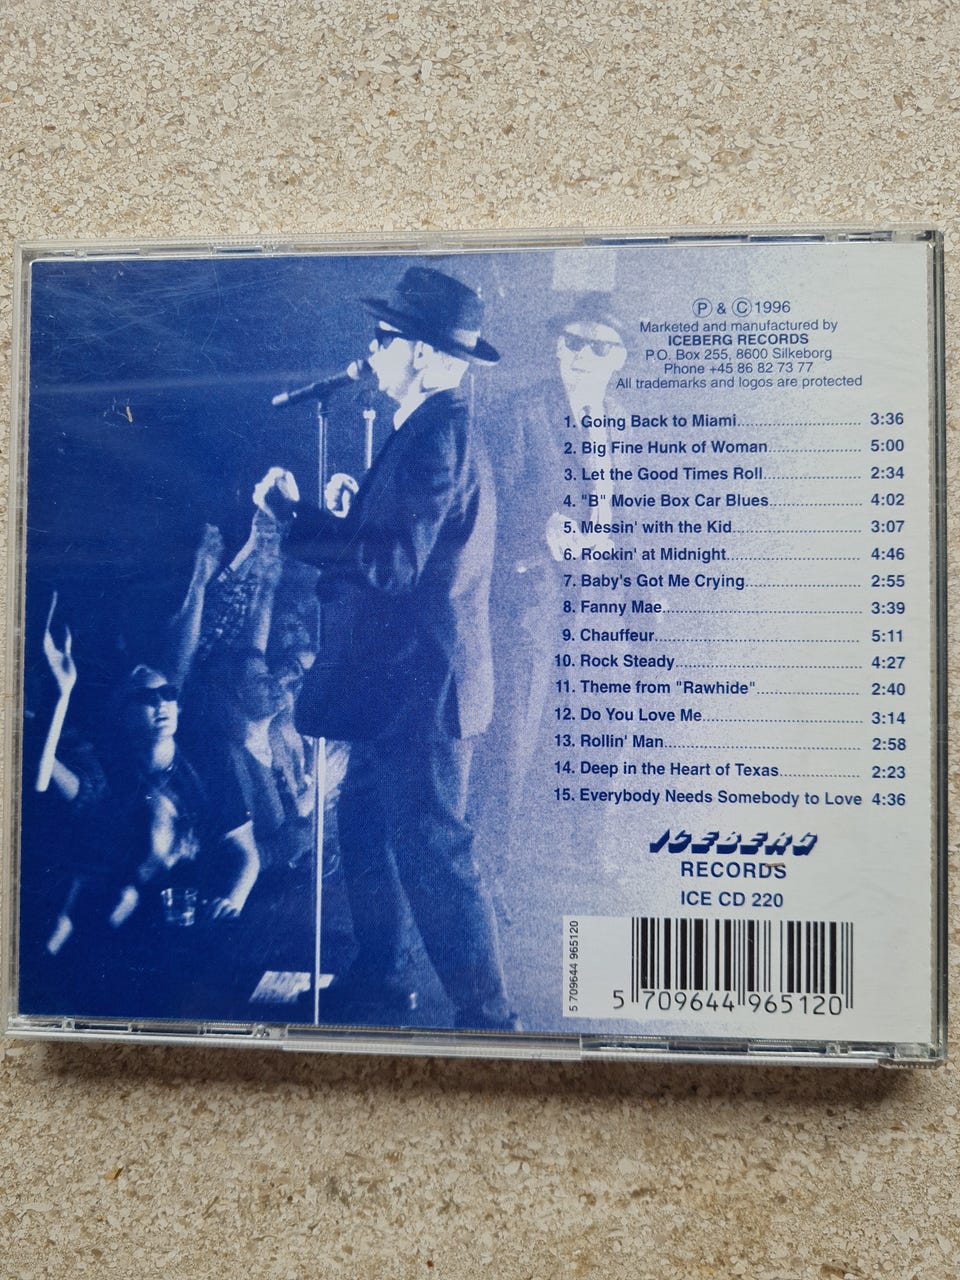 Ⓟ & Ⓒ 1996
Marketed and manufactured by
ICEBERG RECORDS
P.O. Box 255, 8600 Silkeborg
Phone +45 86 82 73 77
All trademarks and logos are protected
1. Going Back to Miami.......... 3:36
2. Big Fine Hunk of Woman.......... 5:00
3. Let the Good Times Roll.......... 2:34
4. "B" Movie Box Car Blues.......... 4:02
5. Messin' with the Kid.......... 3:07
6. Rockin' at Midnight.......... 4:46
7. Baby's Got Me Crying.......... 2:55
8. Fanny Mae.......... 3:39
9. Chauffeur.......... 5:11
10. Rock Steady.......... 4:27
11. Theme from "Rawhide".......... 2:40
12. Do You Love Me.......... 3:14
13. Rollin' Man.......... 2:58
14. Deep in the Heart of Texas.......... 2:23
15. Everybody Needs Somebody to Love 4:36
ICEBERG
RECORDS
ICE CD 220
5 709644 965120
5 709644 965120